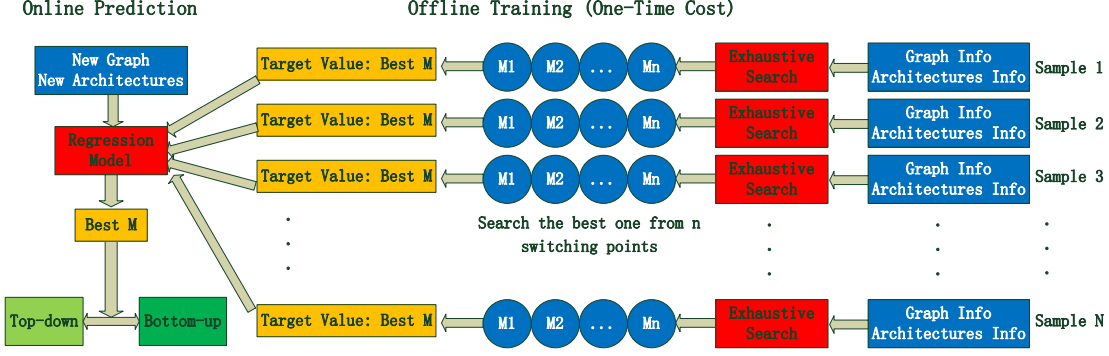 Online Prediction
Offline Training (One-Time Cost)
New Graph
New Architectures
Regression
Model
Best M
Top-down
Bottom-up
Target Value: Best M
M1
M2
...
Mn
Exhaustive
Search
Graph Info
Architectures Info
Sample 1
Target Value: Best M
M1
M2
...
Mn
Exhaustive
Search
Graph Info
Architectures Info
Sample 2
Target Value: Best M
M1
M2
...
Mn
Exhaustive
Search
Graph Info
Architectures Info
Sample 3
Search the best one from n
switching points
Target Value: Best M
M1
M2
...
Mn
Exhaustive
Search
Graph Info
Architectures Info
Sample N